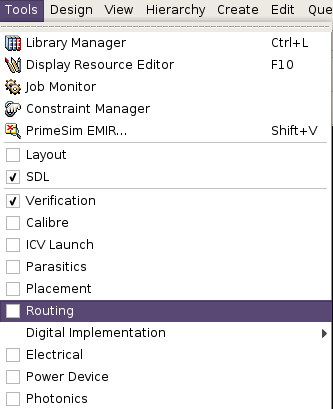 Tools Design View Hierarchy Create Edit Que
Library Manager Ctrl+L
Display Resource Editor F10
Job Monitor
Constraint Manager
PrimeSim EMIR... Shift+V
Layout
SDL
Verification
Calibre
ICV Launch
Parasitics
Placement
Routing
Digital Implementation
Electrical
Power Device
Photonics